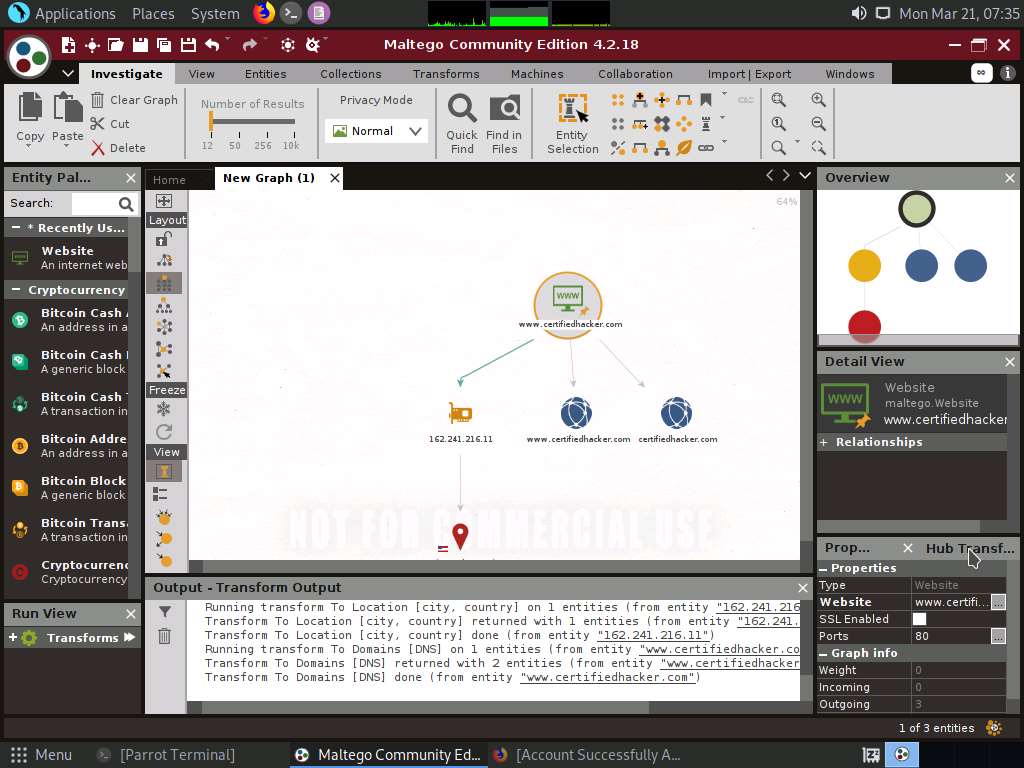 Applications Places System Mon Mar 21, 07:35
Maltego Community Edition 4.2.18
Investigate View Entities Collections Transforms Machines Collaboration Import | Export Windows
Copy Paste Clear Graph Cut Delete
Number of Results
12 50 256 10k
Privacy Mode
Normal
Quick Find
Find in Files
Entity Selection
Entity Pal...
Search:
* Recently Us...
Website
An internet web
Cryptocurrency
Bitcoin Cash
An address in a
Bitcoin Cash
A generic block
Bitcoin Cash
A transaction in
Bitcoin Addre
An address in a
Bitcoin Block
A generic block
Bitcoin Trans
A transaction in
Cryptocurrenc
Cryptocurrency
Run View
Transforms
Home New Graph (1)
Layout
Freeze
View
64%
WWW
www.certifiedhacker.com
162.241.216.11 www.certifiedhacker.com certifiedhacker.com
NOT FOR COMMERCIAL USE
Output - Transform Output
Running transform To Location [city, country] on 1 entities (from entity "162.241.216
Transform To Location [city, country] returned with 1 entities (from entity "162.241.
Transform To Location [city, country] done (from entity "162.241.216.11")
Running transform To Domains [DNS] on 1 entities (from entity "www.certifiedhacker.co
Transform To Domains [DNS] returned with 2 entities (from entity "www.certifiedhacker
Transform To Domains [DNS] done (from entity "www.certifiedhacker.com")
Overview
Detail View
WWW
Website
maltego.Website
www.certifiedhacker
+ Relationships
Prop... Hub Transf...
Properties
Type Website
Website www.certifi... ...
SSL Enabled
Ports 80 ...
Graph info
Weight 0
Incoming 0
Outgoing 3
1 of 3 entities
Menu [Parrot Terminal] Maltego Community Ed... [Account Successfully A...